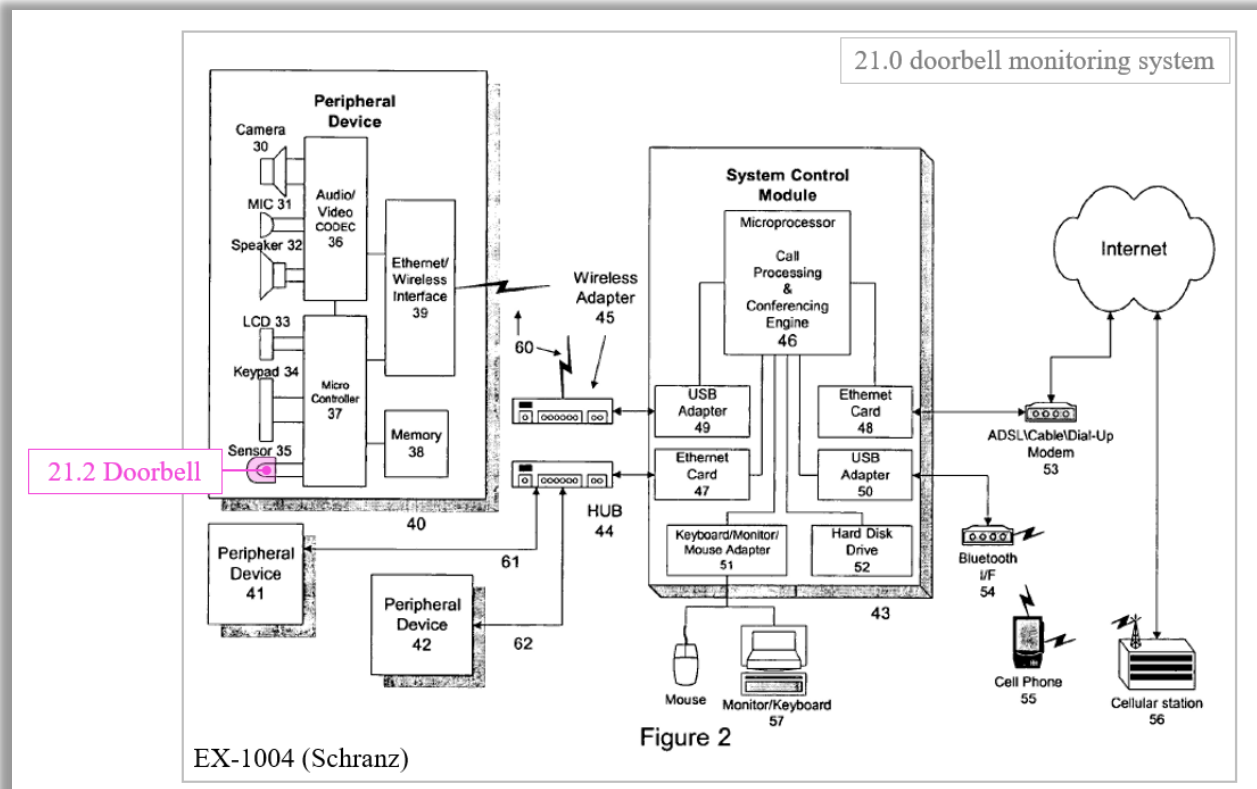 21.0 doorbell monitoring system
Peripheral
Device
Camera
30
MIC 31
Speaker 32
Audio/
Video
CODEC
36
Ethernet/
Wireless
Interface
39
LCD 33
Keypad 34
Sensor 35
Micro
Controller
37
Memory
38
21.2 Doorbell
40
Peripheral
Device
41
Peripheral
Device
42
61
62
60
Wireless
Adapter
45
HUB
44
System Control
Module
Microprocessor
Call
Processing
&
Conferencing
Engine
46
USB
Adapter
49
Ethernet
Card
48
Ethernet
Card
47
USB
Adapter
50
Keyboard/Monitor/
Mouse Adapter
51
Hard Disk
Drive
52
43
Mouse
Monitor/Keyboard
57
Internet
ADSL\Cable\Dial-Up
Modem
53
Bluetooth
I/F
54
Cell Phone
55
Cellular station
56
Figure 2
EX-1004 (Schranz)